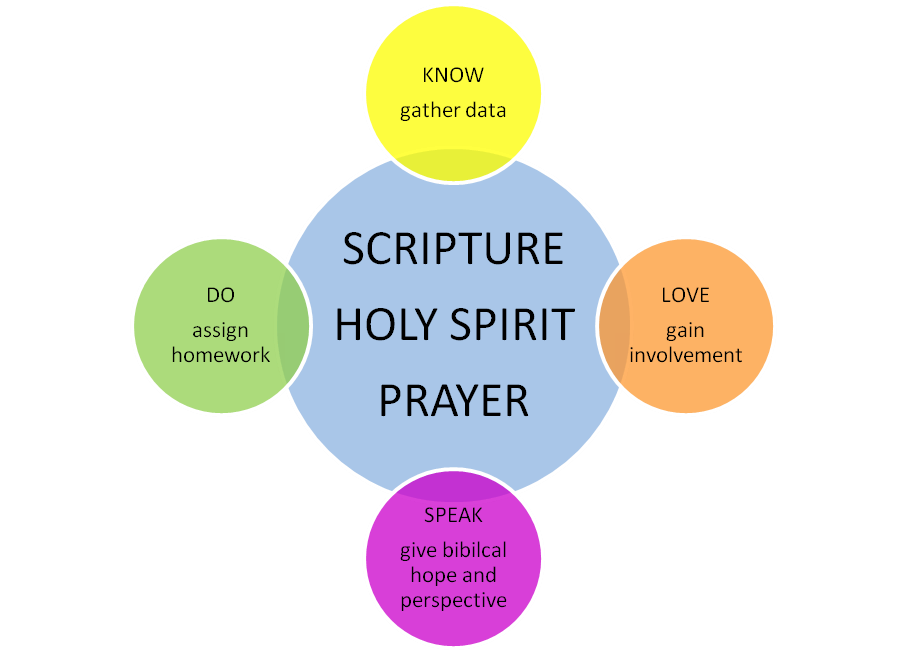 KNOW
gather data
SCRIPTURE
HOLY SPIRIT
PRAYER
DO
assign
homework
LOVE
gain
involvement
SPEAK
give bibilcal
hope and
perspective